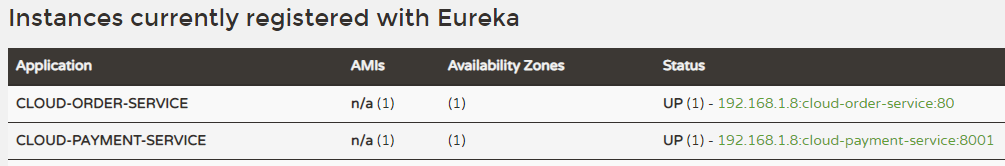 Instances currently registered with Eureka
Application AMIs Availability Zones Status
CLOUD-ORDER-SERVICE n/a (1) (1) UP (1) - 192.168.1.8:cloud-order-service:80
CLOUD-PAYMENT-SERVICE n/a (1) (1) UP (1) - 192.168.1.8:cloud-payment-service:8001